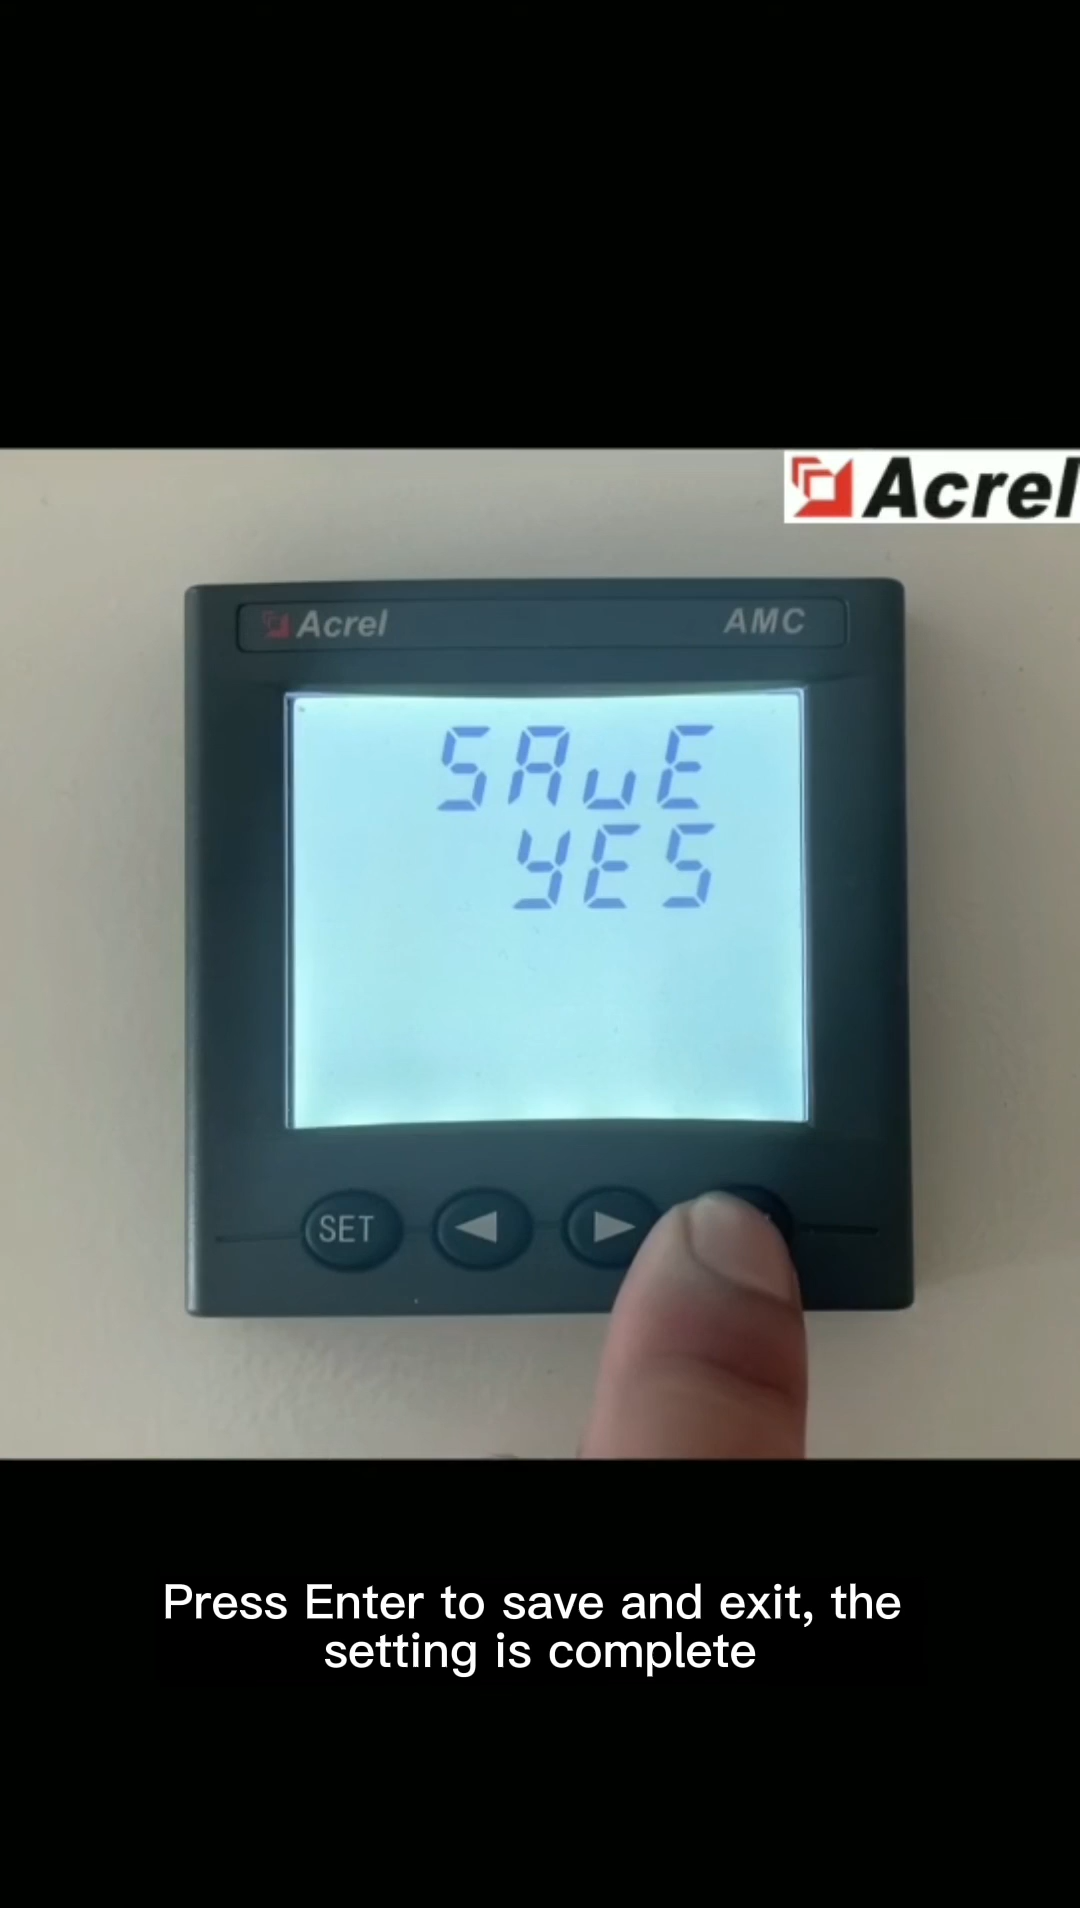 Acrel
Acrel AMC
SAvE
YES
SET
Press Enter to save and exit, the
setting is complete